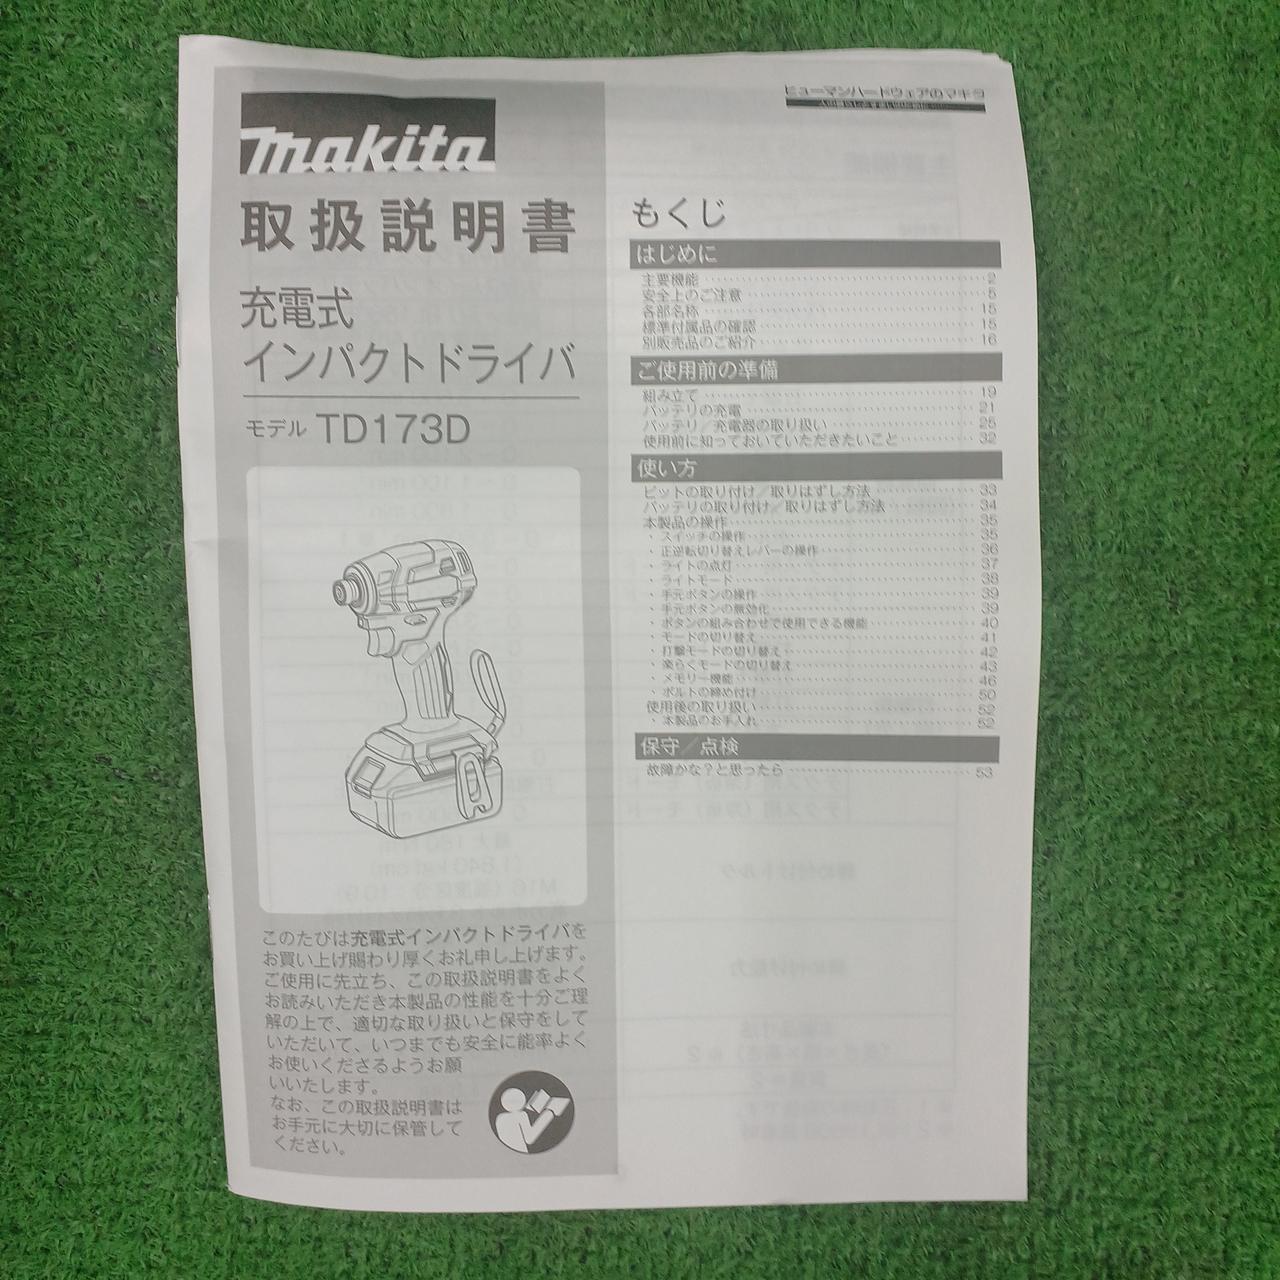 makita
取扱説明書
充電式
インパクトドライバ
モデル TD173D
このたびは充電式インパクトドライバを
お買い上げ賜わり厚くお礼申し上げます。
ご使用に先立ち、この取扱説明書をよく
お読みいただき本製品の性能を十分ご理
解の上で、適切な取り扱いと保守をして
いただいて、いつまでも安全に能率よく
お使いくださるようお願
いいたします。
なお、この取扱説明書は
お手元に大切に保管して
ください。
ヒューマンハードウェアのマキタ
もくじ
はじめに
主要機能 2
安全上のご注意 5
各部名称 15
標準付属品の確認 15
別販売品のご紹介 16
ご使用前の準備
組み立て 19
バッテリの充電 21
バッテリ/充電器の取り扱い 25
使用前に知っておいていただきたいこと 32
使い方
ビットの取り付け/取りはずし方法 33
バッテリの取り付け/取りはずし方法 34
本製品の操作 35
・スイッチの操作 35
・正逆転切り替えレバーの操作 36
・ライトの点灯 37
・ライトモード 38
・手元ボタンの操作 39
・手元ボタンの無効化 39
・ボタンの組み合わせで使用できる機能 40
・モードの切り替え 41
・打撃モードの切り替え 42
・楽らくモードの切り替え 43
・メモリー機能 46
・ボルトの締め付け 50
使用後の取り扱い 52
・本製品のお手入れ 52
保守/点検
故障かな?と思ったら 53